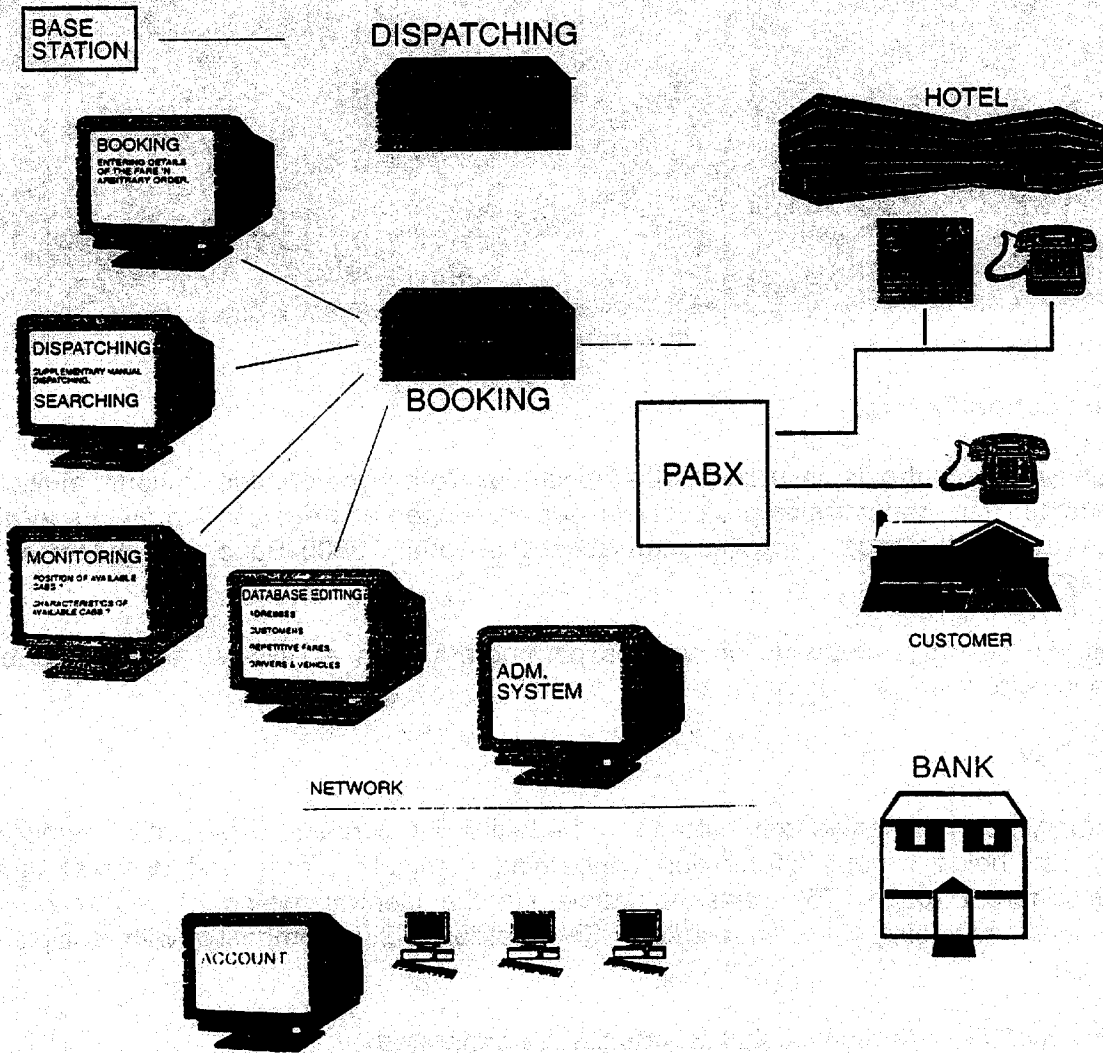 BASE
STATION
DISPATCHING
HOTEL
BOOKING
ENTERING DETAILS
OF THE FARE 'N
ARBITRARY ORDER.
DISPATCHING
SUPPLEMENTARY MANUAL
DISPATCHING.
SEARCHING
BOOKING
PABX
MONITORING
POSITION OF AVAILABLE
CABS ?
CHARACTERISTICS OF
AVAILABLE CABS ?
DATABASE EDITING
ADRESSES
CUSTOMERS
REPETITIVE FARES
DRIVERS & VEHICLES
ADM.
SYSTEM
CUSTOMER
NETWORK
BANK
ACCOUNT